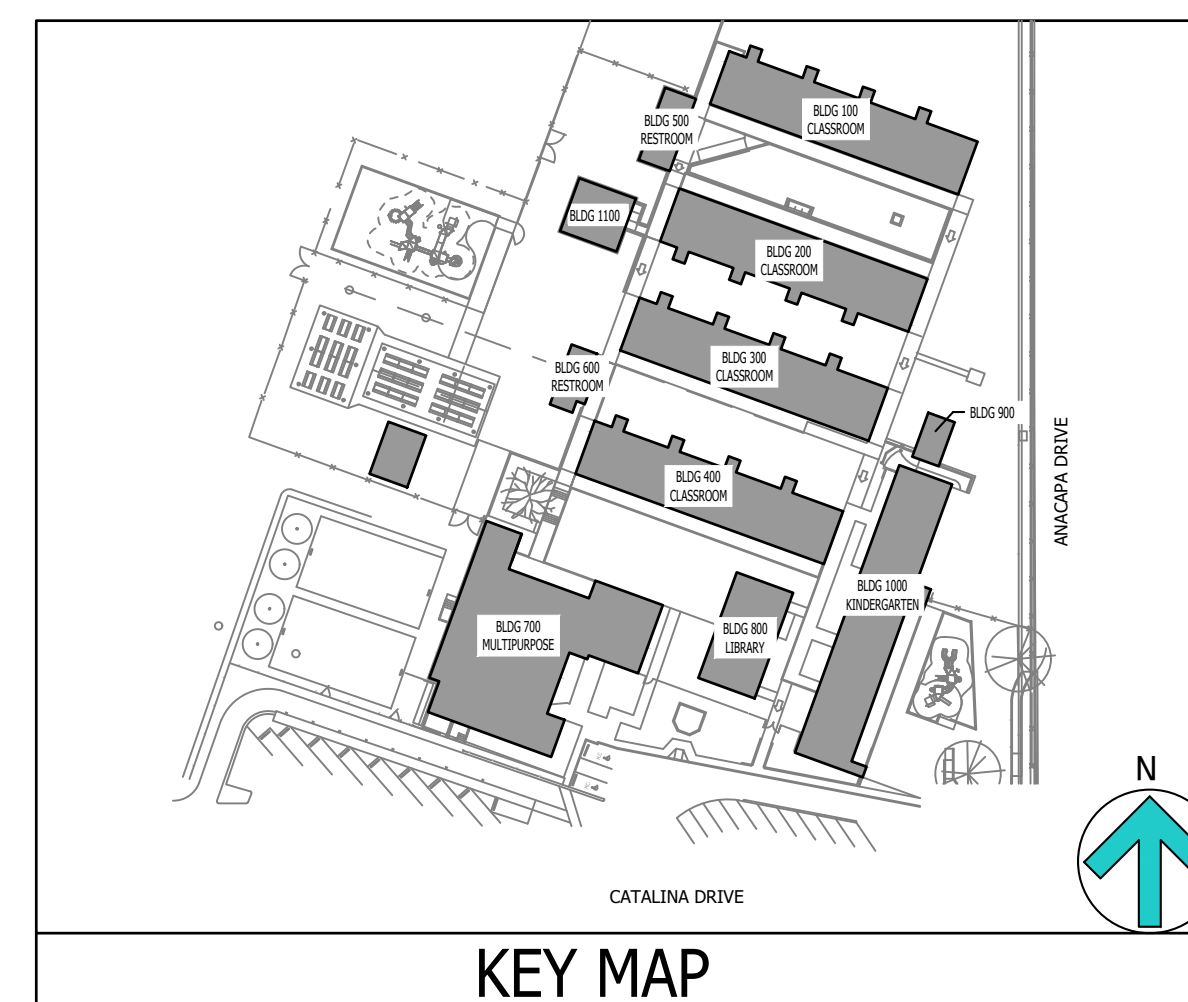 BLDG 100
CLASSROOM
BLDG 500
RESTROOM
BLDG 1100
BLDG 200
CLASSROOM
BLDG 300
CLASSROOM
BLDG 600
RESTROOM
BLDG 900
BLDG 400
CLASSROOM
ANACAPA DRIVE
BLDG 1000
KINDERGARTEN
BLDG 700
MULTIPURPOSE
BLDG 800
LIBRARY
N
CATALINA DRIVE
KEY MAP